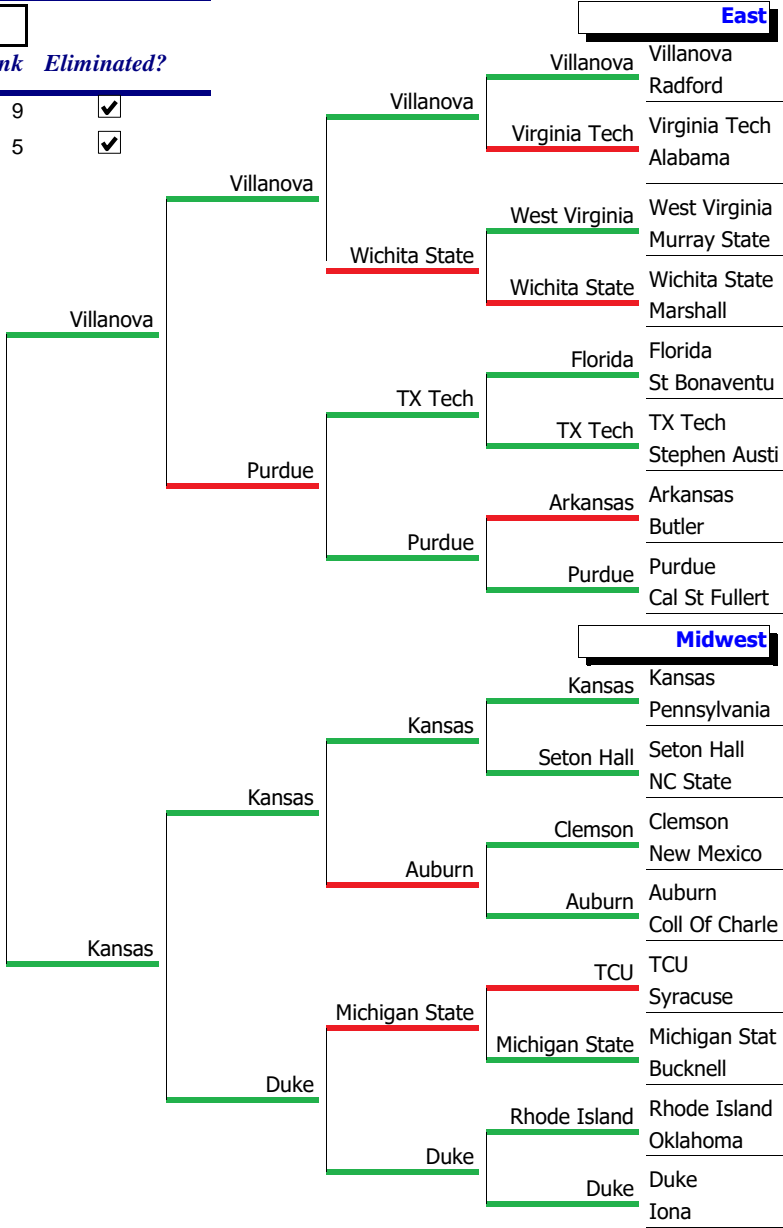 East
Eliminated?
9
5
Villanova
Radford
Virginia Tech
Alabama
West Virginia
Murray State
Wichita State
Marshall
Florida
St Bonaventu
TX Tech
Stephen Austi
Arkansas
Butler
Purdue
Cal St Fullert
Villanova
Virginia Tech
West Virginia
Wichita State
Florida
TX Tech
Arkansas
Purdue
Villanova
Wichita State
TX Tech
Purdue
Villanova
Purdue
Villanova
Midwest
Kansas
Pennsylvania
Seton Hall
NC State
Clemson
New Mexico
Auburn
Coll Of Charle
TCU
Syracuse
Michigan Stat
Bucknell
Rhode Island
Oklahoma
Duke
Iona
Kansas
Seton Hall
Clemson
Auburn
TCU
Michigan State
Rhode Island
Duke
Kansas
Auburn
Michigan State
Duke
Kansas
Duke
Kansas